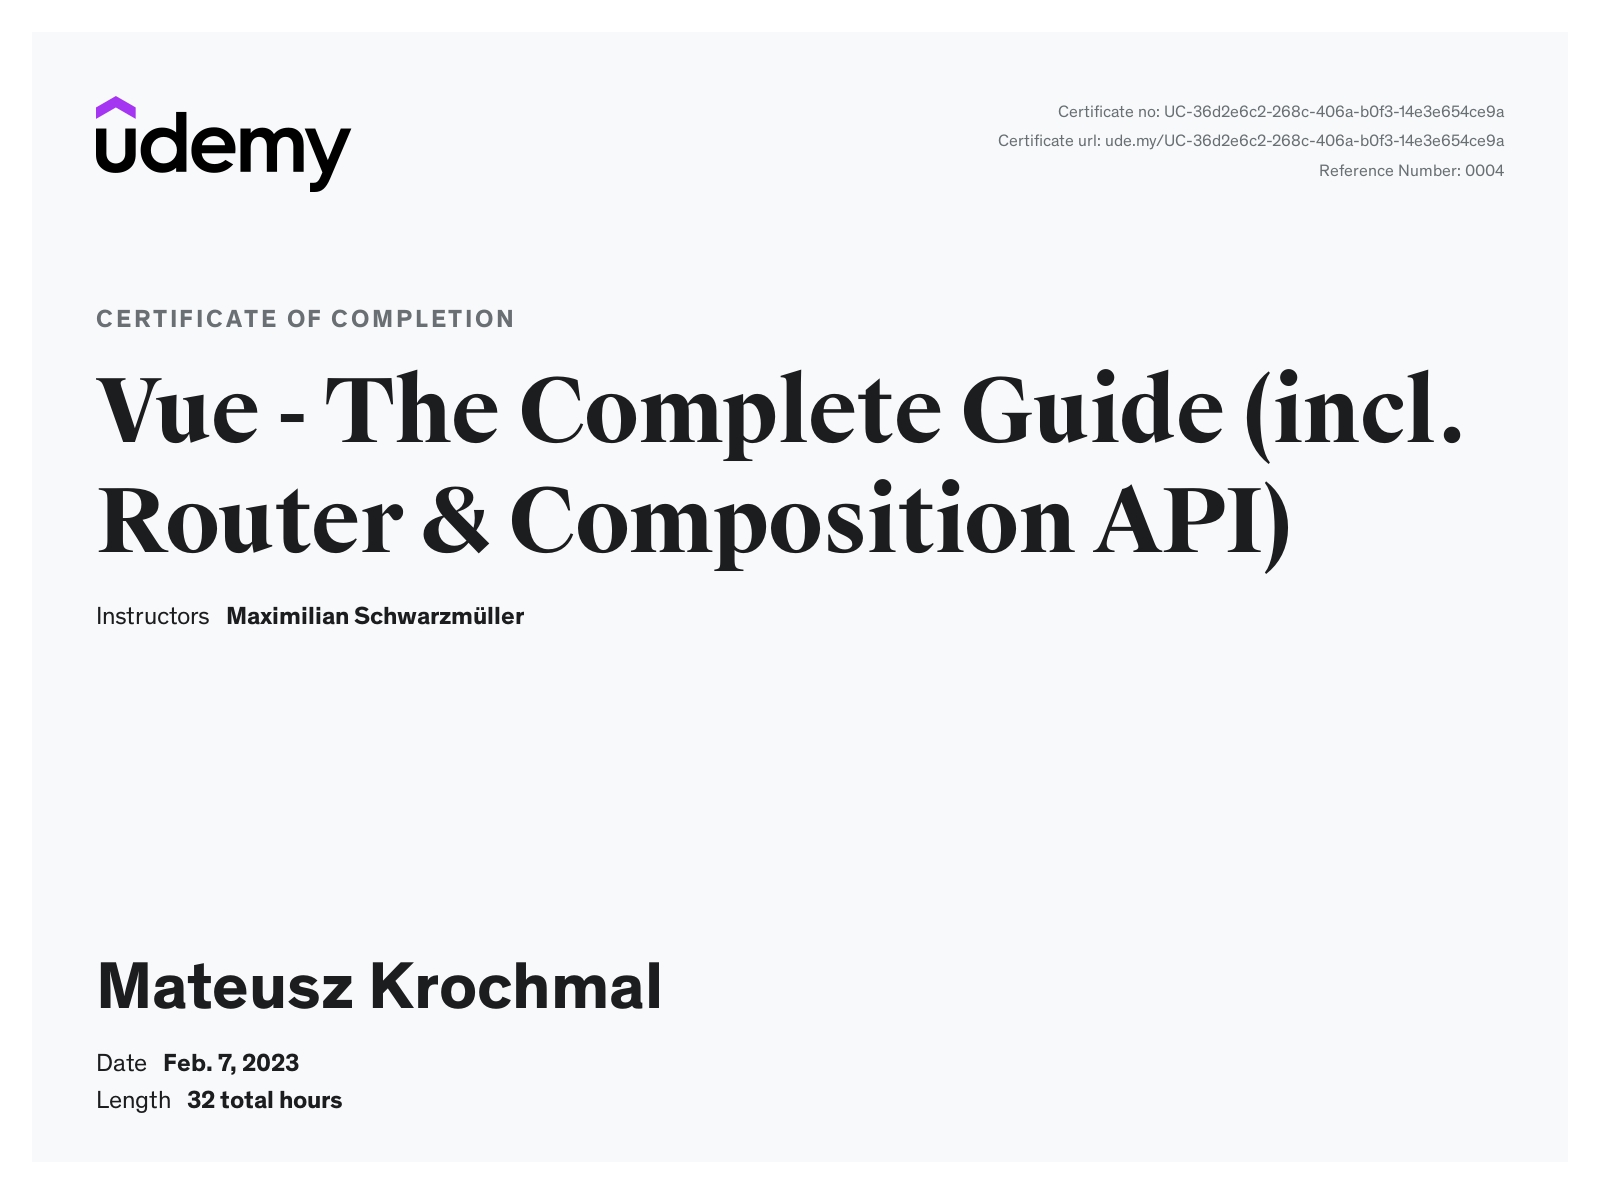 udemy
Certificate no: UC-36d2e6c2-268c-406a-b0f3-14e3e654ce9a
Certificate url: ude.my/UC-36d2e6c2-268c-406a-b0f3-14e3e654ce9a
Reference Number: 0004
CERTIFICATE OF COMPLETION
Vue - The Complete Guide (incl.
Router & Composition API)
Instructors Maximilian Schwarzmüller
Mateusz Krochmal
Date Feb. 7, 2023
Length 32 total hours